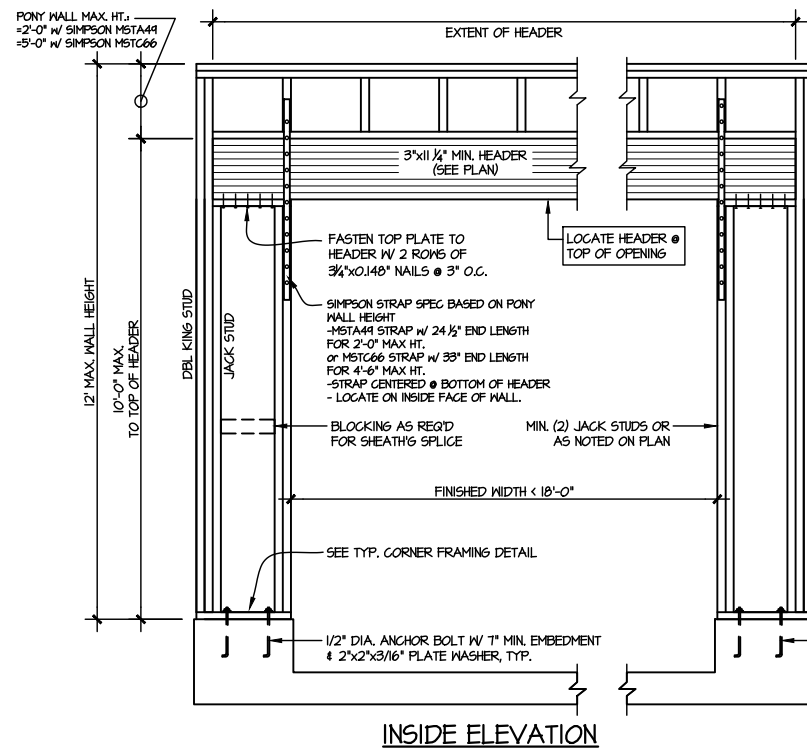 PONY WALL MAX. HT.:
=2'-0" W/ SIMPSON MSTA49
=5'-0" W/ SIMPSON MSTC66
EXTENT OF HEADER
3"x11 1/4" MIN. HEADER
(SEE PLAN)
FASTEN TOP PLATE TO
HEADER W/ 2 ROWS OF
3 1/4"x0.148" NAILS @ 3" O.C.
LOCATE HEADER @
TOP OF OPENING
SIMPSON STRAP SPEC BASED ON PONY
WALL HEIGHT
-MSTA49 STRAP W/ 24 1/2" END LENGTH
FOR 2'-0" MAX HT.
or MSTC66 STRAP W/ 33" END LENGTH
FOR 4'-6" MAX HT.
-STRAP CENTERED @ BOTTOM OF HEADER
- LOCATE ON INSIDE FACE OF WALL.
12' MAX. WALL HEIGHT
10'-0" MAX.
TO TOP OF HEADER
DBL KING STUD
JACK STUD
BLOCKING AS REQ'D
FOR SHEATH'G SPLICE
MIN. (2) JACK STUDS OR
AS NOTED ON PLAN
FINISHED WIDTH < 18'-0"
SEE TYP. CORNER FRAMING DETAIL
1/2" DIA. ANCHOR BOLT W/ 7" MIN. EMBEDMENT
& 2"x2"x3/16" PLATE WASHER, TYP.
INSIDE ELEVATION